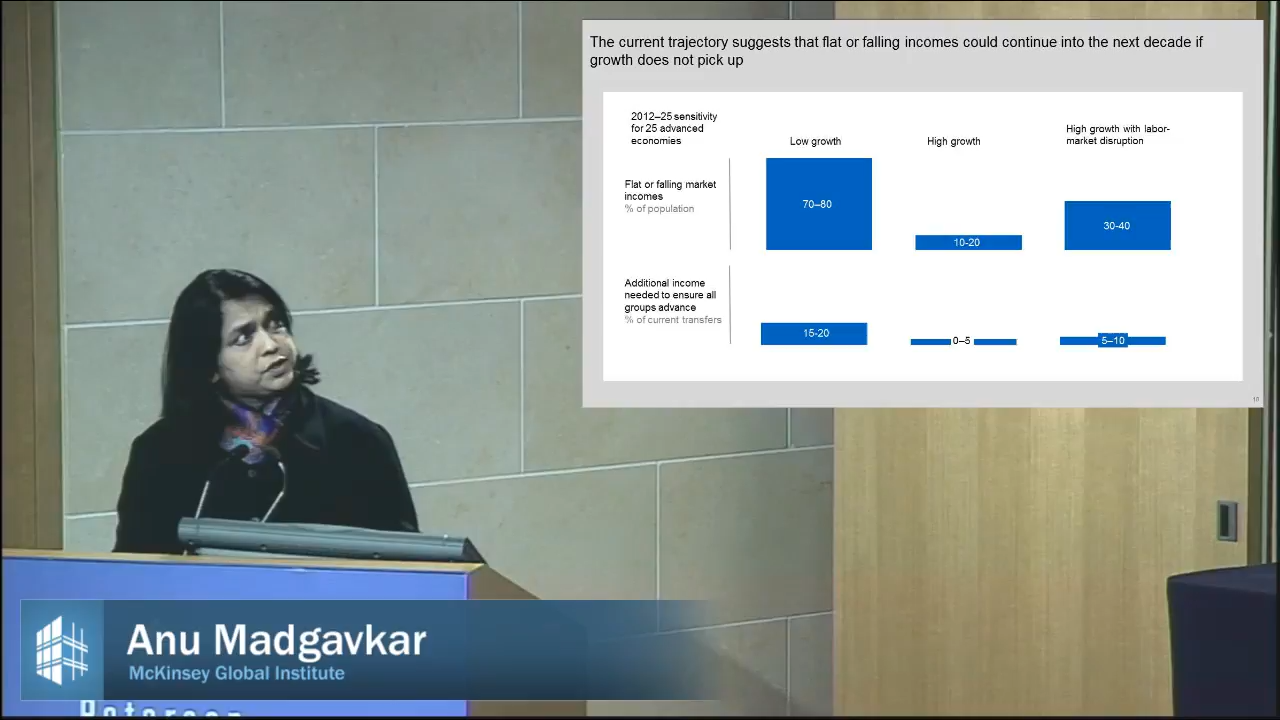 The current trajectory suggests that flat or falling incomes could continue into the next decade if
growth does not pick up
2012–25 sensitivity
for 25 advanced
economies
Low growth
High growth
High growth with labor-
market disruption
Flat or falling market
incomes
% of population
70–80
10-20
30-40
Additional income
needed to ensure all
groups advance
% of current transfers
15-20
0–5
5–10
10
Anu Madgavkar
McKinsey Global Institute
Peterson